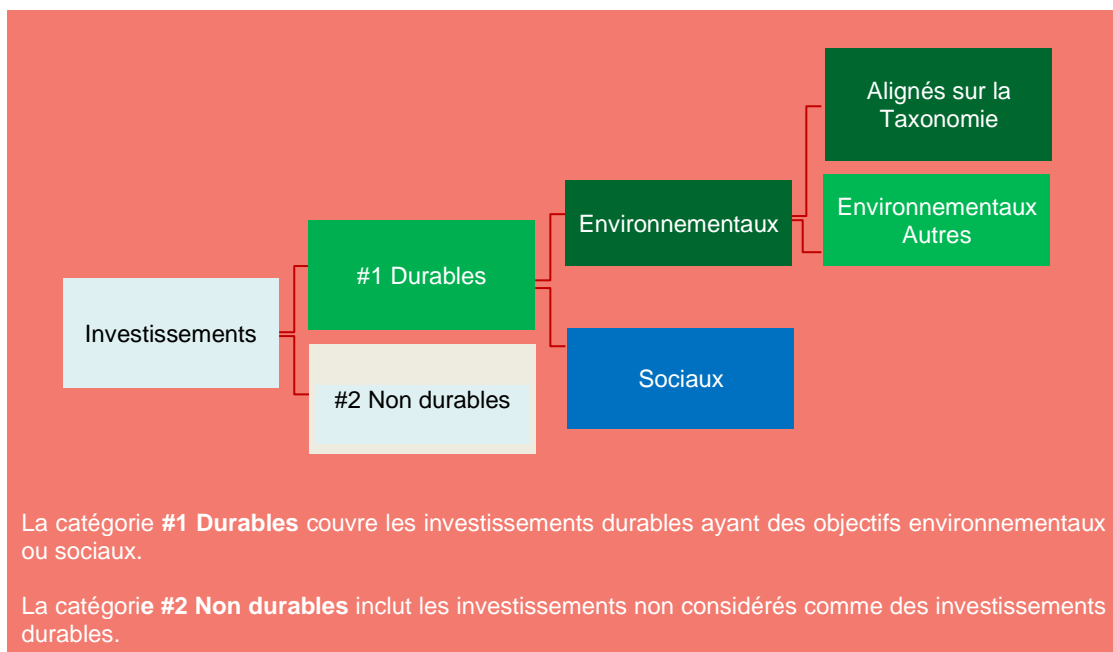 Alignés sur la
Taxonomie
Environnementaux
Environnementaux
Autres
#1 Durables
Investissements
Sociaux
#2 Non durables
La catégorie #1 Durables couvre les investissements durables ayant des objectifs environnementaux
ou sociaux.
La catégorie #2 Non durables inclut les investissements non considérés comme des investissements
durables.